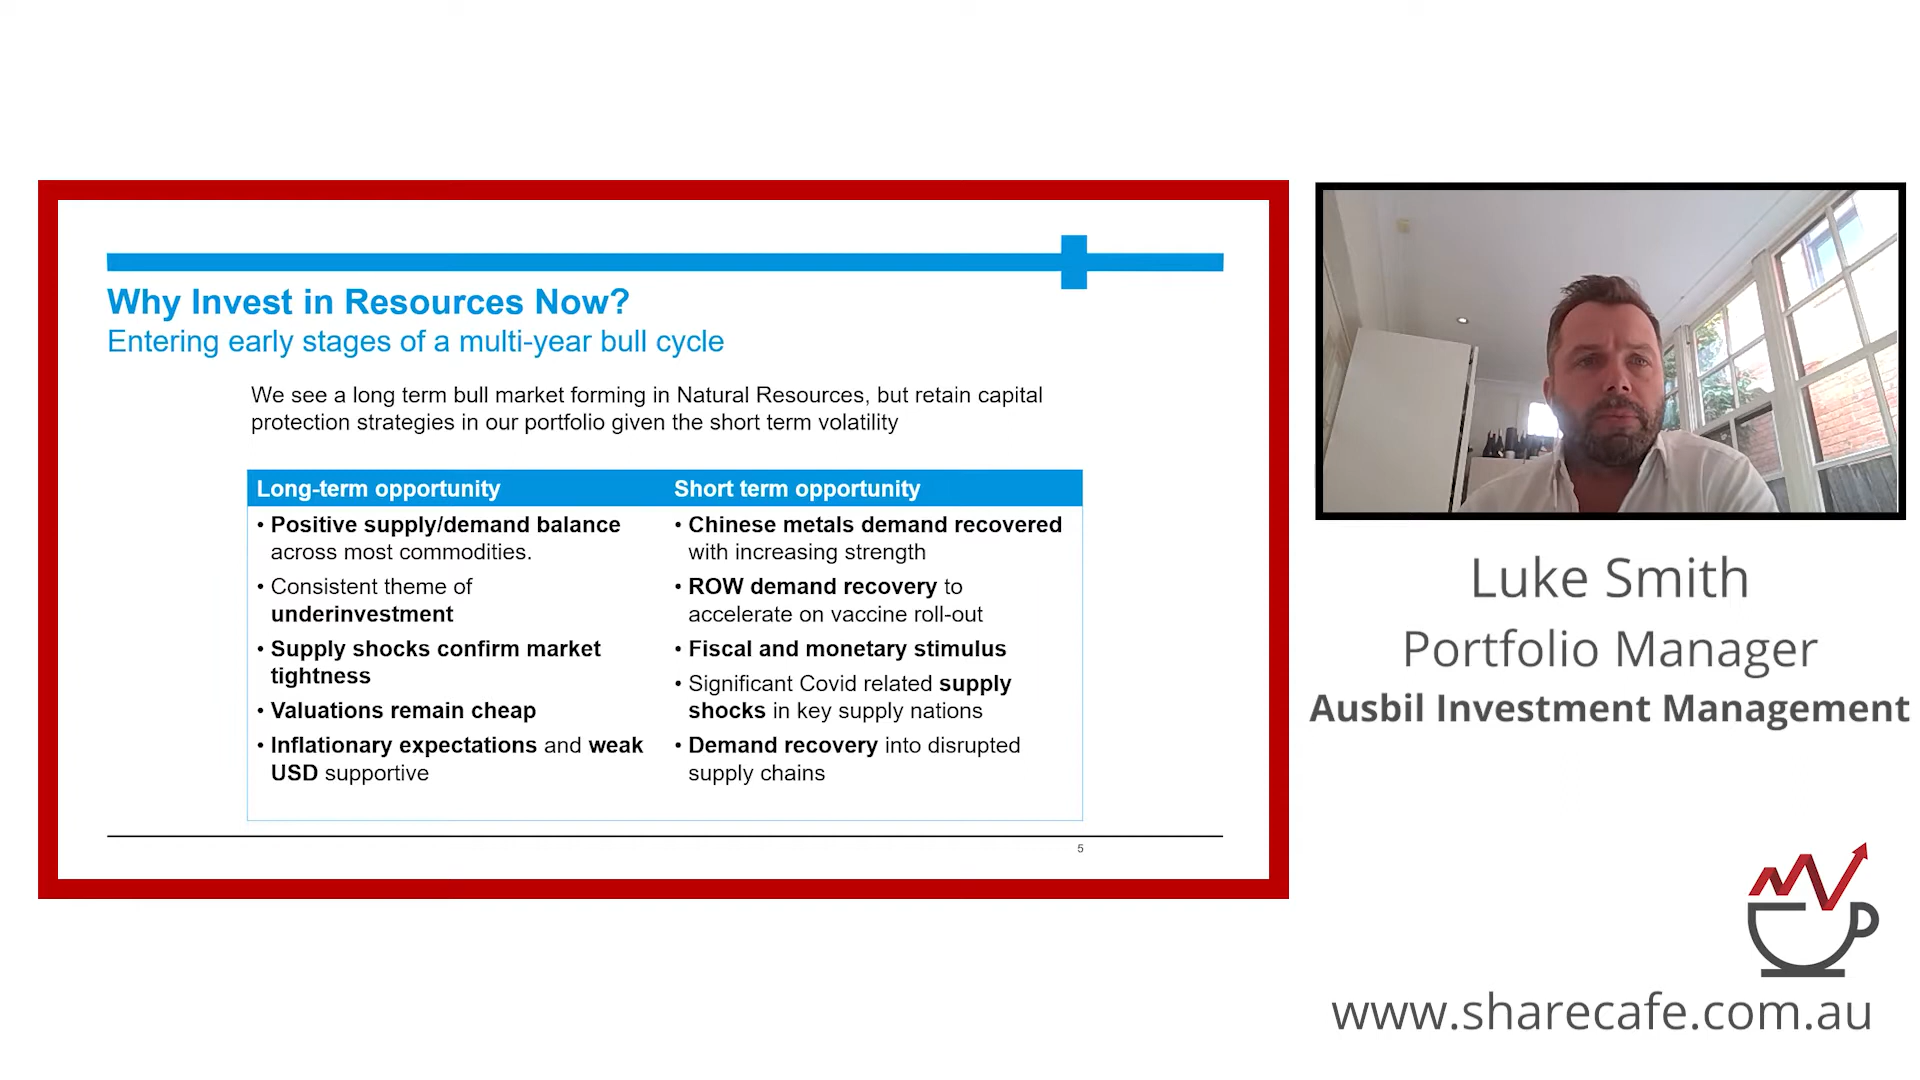 Why Invest in Resources Now?
Entering early stages of a multi-year bull cycle
We see a long term bull market forming in Natural Resources, but retain capital
protection strategies in our portfolio given the short term volatility
Long-term opportunity
• Positive supply/demand balance
across most commodities.
• Consistent theme of
underinvestment
• Supply shocks confirm market
tightness
• Valuations remain cheap
• Inflationary expectations and weak
USD supportive
Short term opportunity
• Chinese metals demand recovered
with increasing strength
• ROW demand recovery to
accelerate on vaccine roll-out
• Fiscal and monetary stimulus
• Significant Covid related supply
shocks in key supply nations
• Demand recovery into disrupted
supply chains
5
Luke Smith
Portfolio Manager
Ausbil Investment Management
www.sharecafe.com.au